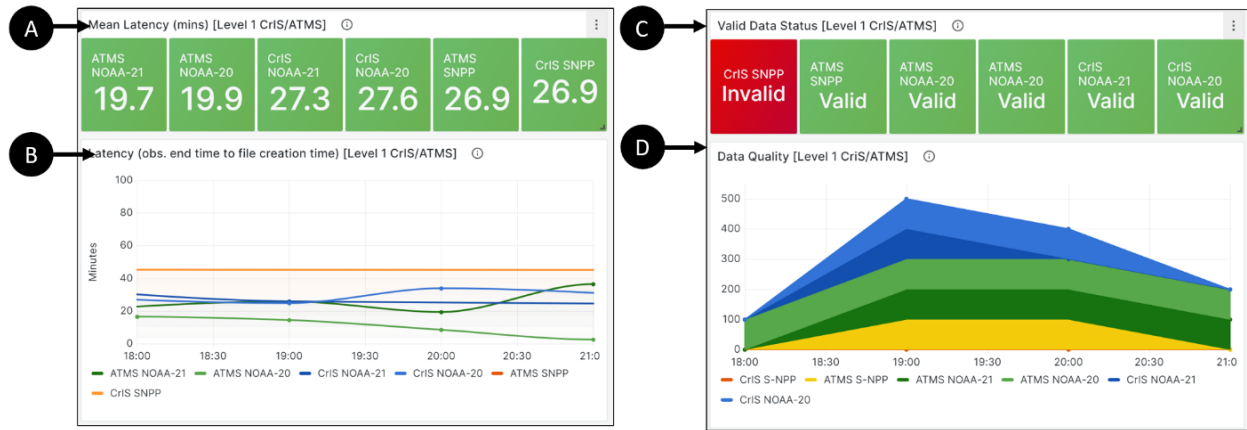 A
Mean Latency (mins) [Level 1 CrIS/ATMS]
ATMS NOAA-21
19.7
ATMS NOAA-20
19.9
CrIS NOAA-21
27.3
CrIS NOAA-20
27.6
ATMS SNPP
26.9
CrIS SNPP
26.9
B
Latency (obs. end time to file creation time) [Level 1 CrIS/ATMS]
Minutes
100
80
60
40
20
0
18:00 18:30 19:00 19:30 20:00 20:30 21:0
ATMS NOAA-21 ATMS NOAA-20 CrIS NOAA-21 CrIS NOAA-20 ATMS SNPP
CrIS SNPP
C
Valid Data Status [Level 1 CrIS/ATMS]
CrIS SNPP
Invalid
ATMS SNPP
Valid
ATMS NOAA-20
Valid
ATMS NOAA-20
Valid
CrIS NOAA-21
Valid
CrIS NOAA-20
Valid
D
Data Quality [Level 1 CriS/ATMS]
500
400
300
200
100
0
18:00 18:30 19:00 19:30 20:00 20:30 21:0
CrIS S-NPP ATMS S-NPP ATMS NOAA-21 ATMS NOAA-20 CrIS NOAA-21
CrIS NOAA-20